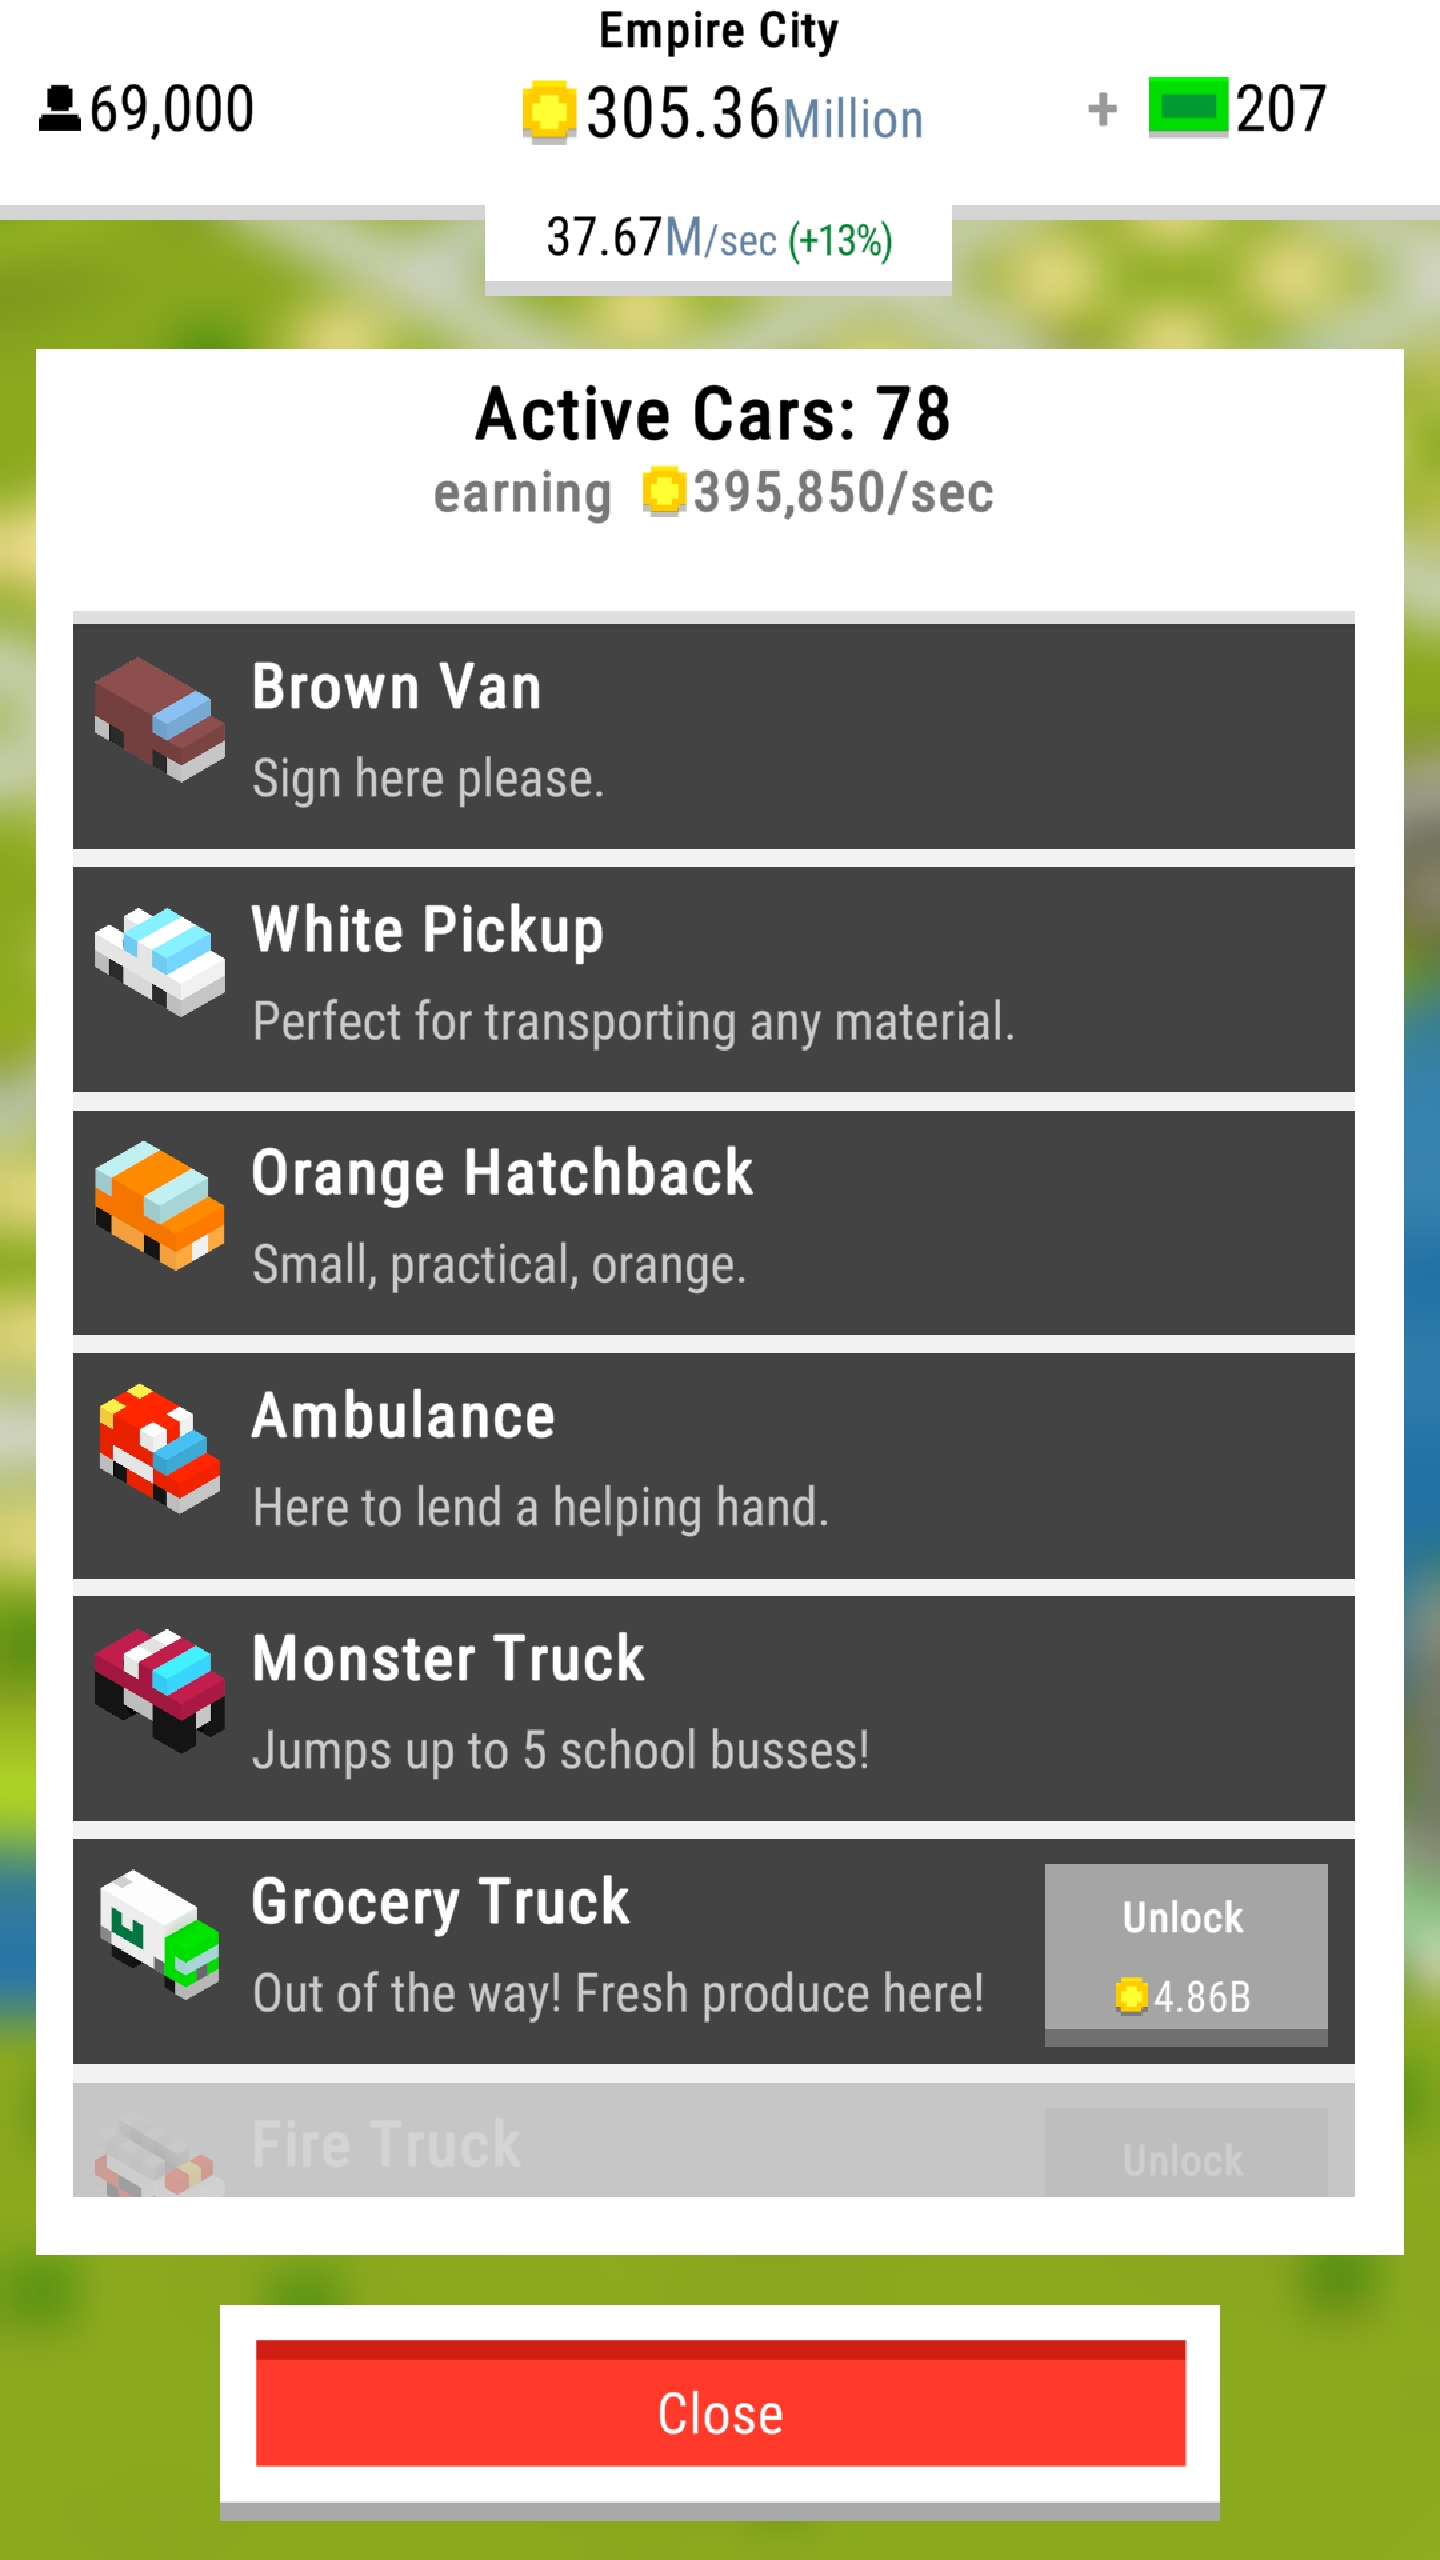 Empire City
69,000 305.36Million + 207
37.67M/sec (+13%)
Active Cars: 78
earning 395,850/sec
Brown Van
Sign here please.
White Pickup
Perfect for transporting any material.
Orange Hatchback
Small, practical, orange.
Ambulance
Here to lend a helping hand.
Monster Truck
Jumps up to 5 school busses!
Grocery Truck
Out of the way! Fresh produce here!
Unlock
4.86B
Fire Truck
Unlock
Close